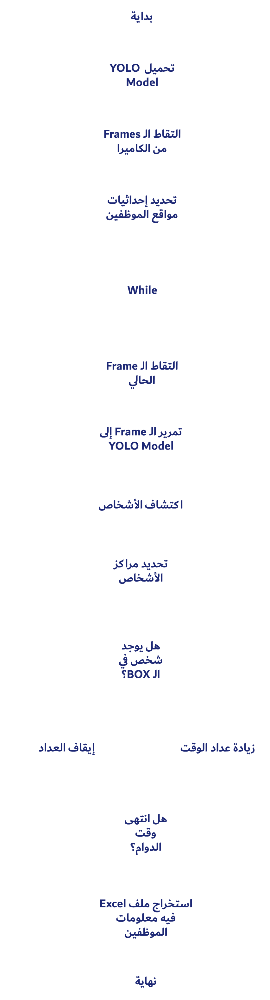 بداية
تحميل YOLO
Model
التقاط الـ Frames
من الكاميرا
تحديد إحداثيات
مواقع الموظفين
While
التقاط الـ Frame
الحالي
تمرير الـ Frame إلى
YOLO Model
اكتشاف الأشخاص
تحديد مراكز
الأشخاص
هل يوجد
شخص في
الـ BOX؟
زيادة عداد الوقت
إيقاف العداد
هل انتهى
وقت
الدوام؟
استخراج ملف Excel
فيه معلومات
الموظفين
نهاية